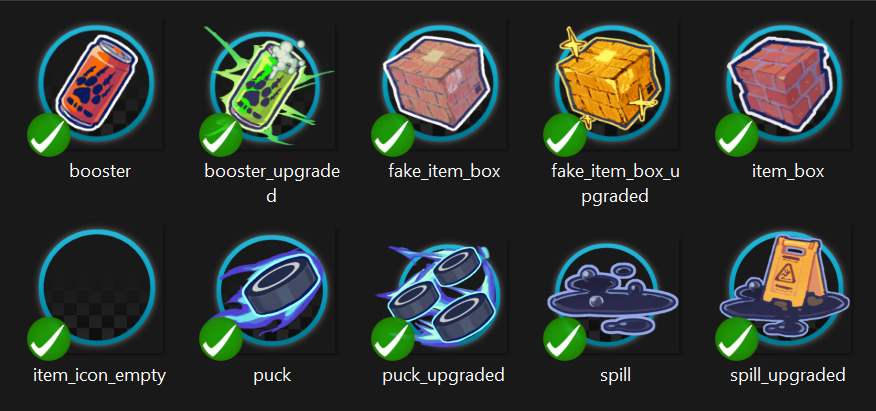 booster
booster_upgrade
d
fake_item_box
fake_item_box_u
pgraded
item_box
item_icon_empty
puck
puck_upgraded
spill
spill_upgraded